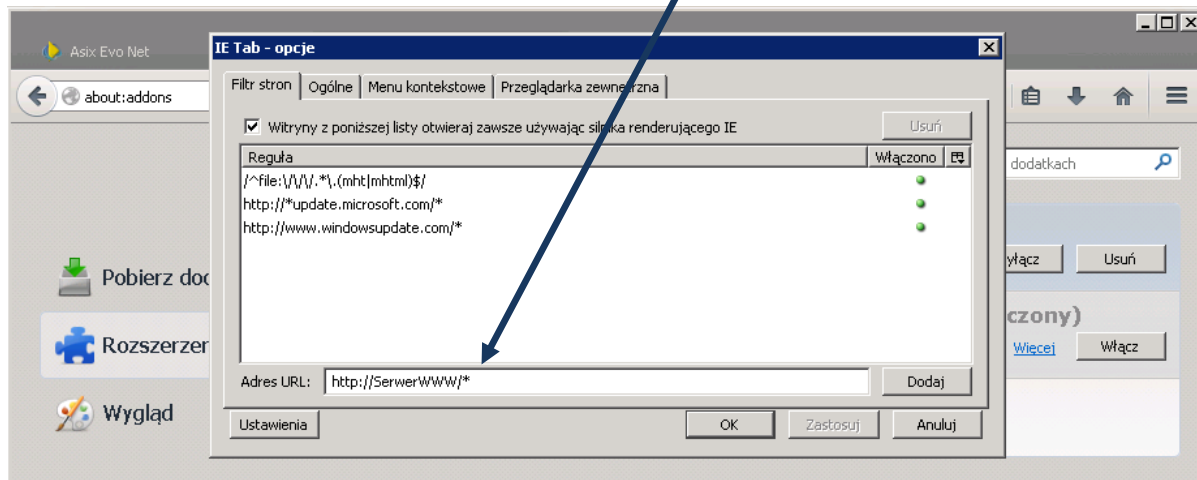 Asix Evo Net
IE Tab - opcje
about:addons
Filtr stron
Ogólne
Menu kontekstowe
Przeglądarka zewnętrzna
Witryny z poniższej listy otwieraj zawsze używając silnika renderującego IE
Usuń
dodatkach
Reguła
Włączono
/^file:\/\/\/.*\.(mht|mhtml)$/
http://*update.microsoft.com/*
http://www.windowsupdate.com/*
Pobierz doc
yłącz
Usuń
czony)
Rozszerzer
Więcej
Włącz
Adres URL:
http://SerwerWWW/*
Dodaj
Wygląd
Ustawienia
OK
Zastosuj
Anuluj